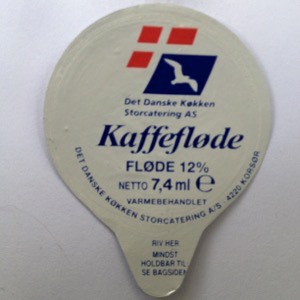 Det Danske Køkken
Storcatering AS
Kaffefløde
FLØDE 12%
NETTO 7,4 ml ℮
VARMEBEHANDLET
DET DANSKE KØKKEN STORCATERING A/S · 4220 KORSØR
RIV HER
MINDST
HOLDBAR TIL
SE BAGSIDEN